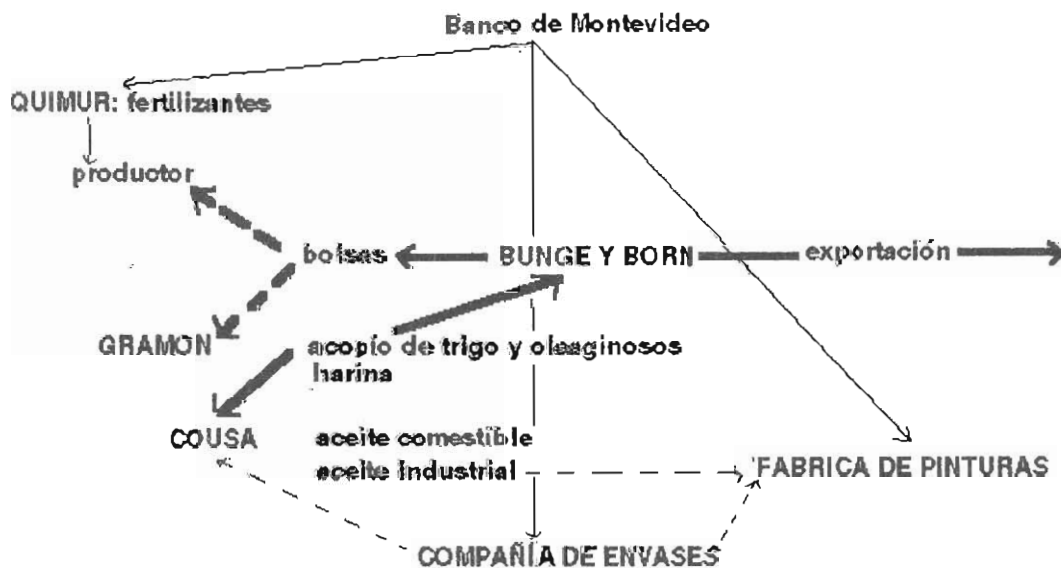 Banco de Montevideo
QUIMUR: fertilizantes
productor
bolsas
BUNGE Y BORN
exportación
GRAMON
acopio de trigo y oleaginosos
harina
COUSA
aceite comestible
aceite industrial
FABRICA DE PINTURAS
COMPAÑÍA DE ENVASES